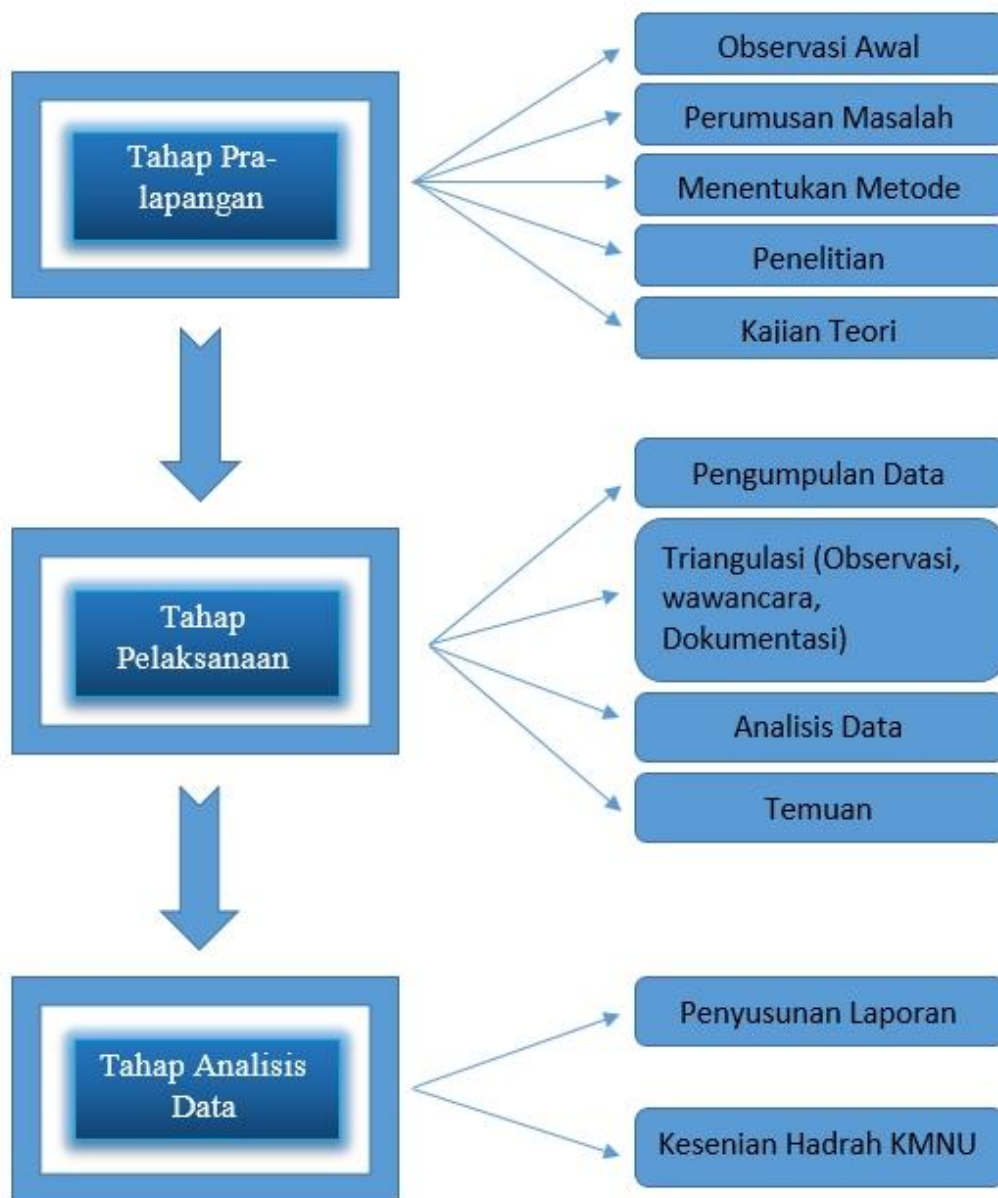 Tahap Pra-
lapangan
Observasi Awal
Perumusan Masalah
Menentukan Metode
Penelitian
Kajian Teori
Tahap
Pelaksanaan
Pengumpulan Data
Triangulasi (Observasi,
wawancara,
Dokumentasi)
Analisis Data
Temuan
Tahap Analisis
Data
Penyusunan Laporan
Kesenian Hadrah KMNU